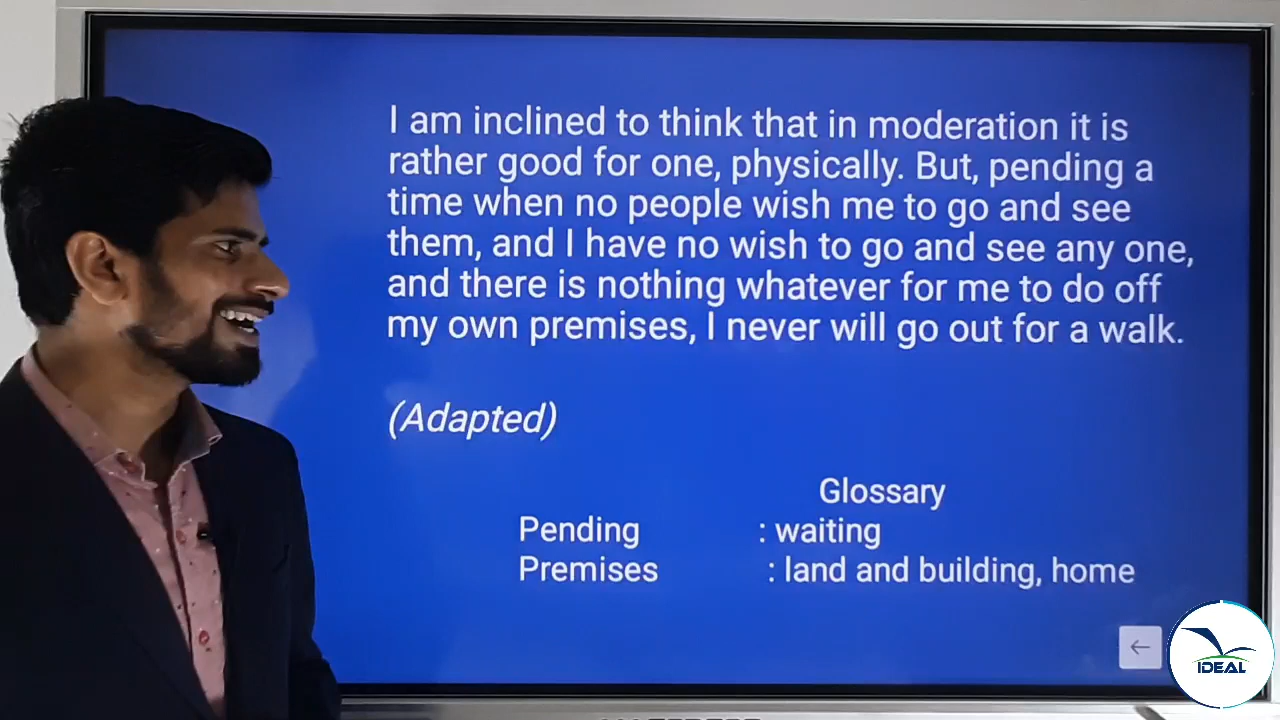 I am inclined to think that in moderation it is
rather good for one, physically. But, pending a
time when no people wish me to go and see
them, and I have no wish to go and see any one,
and there is nothing whatever for me to do off
my own premises, I never will go out for a walk.
(Adapted)
Glossary
Pending : waiting
Premises : land and building, home
IDEAL